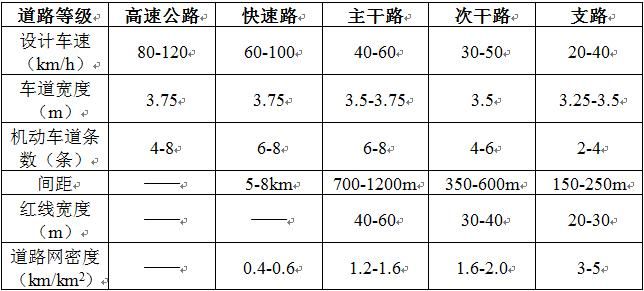 道路等级 高速公路 快速路 主干路 次干路 支路
设计车速
（km/h） 80-120 60-100 40-60 30-50 20-40
车道宽度
（m） 3.75 3.75 3.5-3.75 3.5 3.25-3.5
机动车道条
数（条） 4-8 6-8 6-8 4-6 2-4
间距 —— 5-8km 700-1200m 350-600m 150-250m
红线宽度
（m） —— —— 40-60 30-40 20-30
道路网密度
（km/km²） —— 0.4-0.6 1.2-1.6 1.6-2.0 3-5